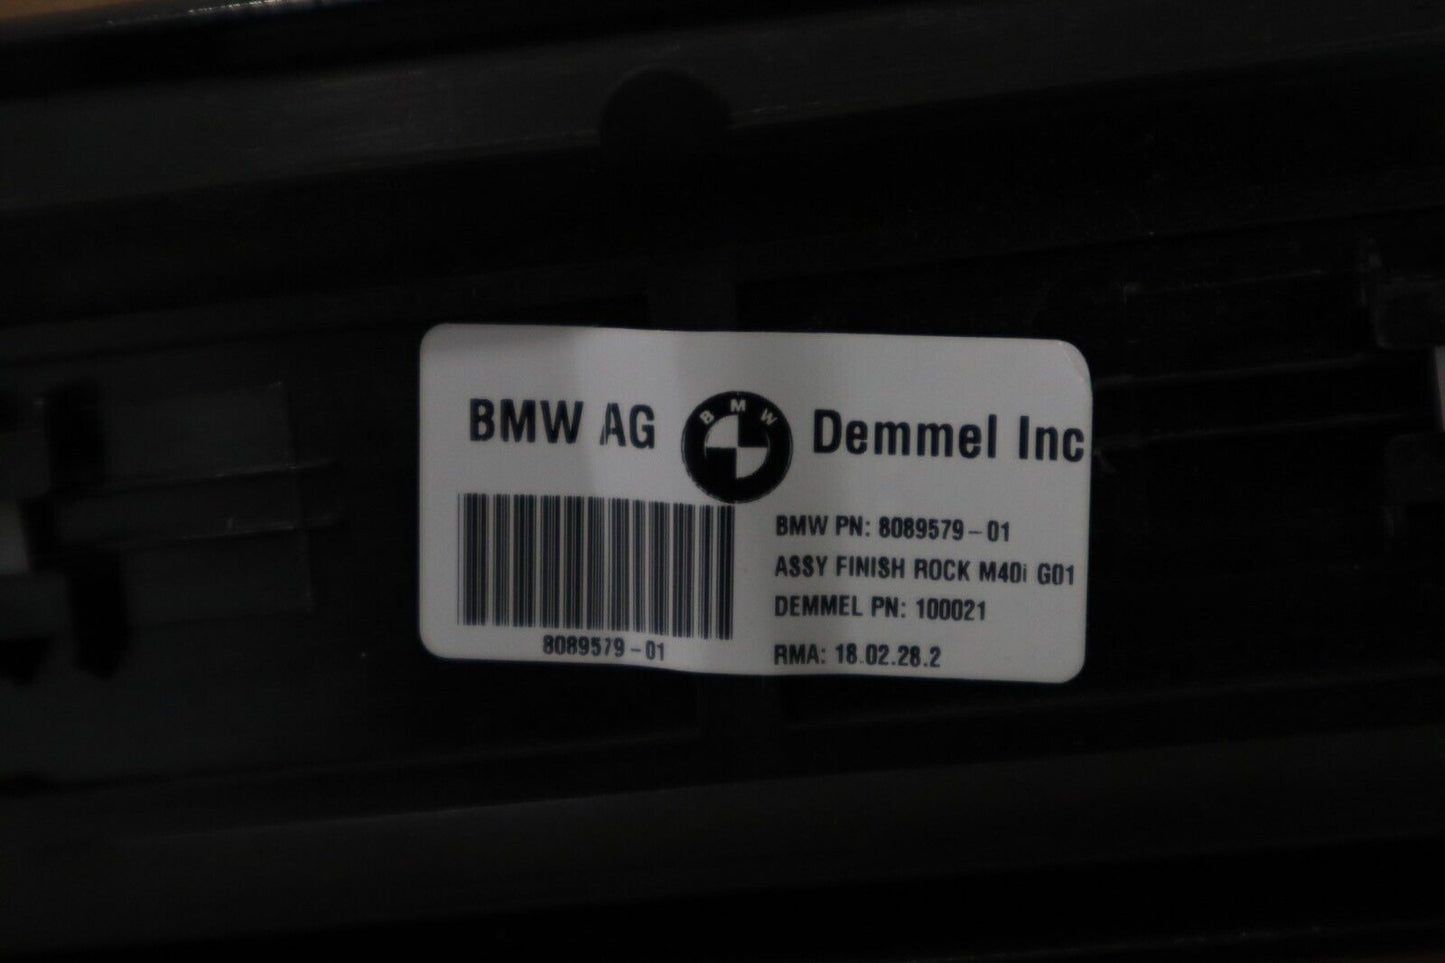 BMW AG BMW Demmel Inc
BMW PN: 8089579-01
ASSY FINISH ROCK M40i G01
DEMMEL PN: 100021
RMA: 18.02.28.2
8089579-01